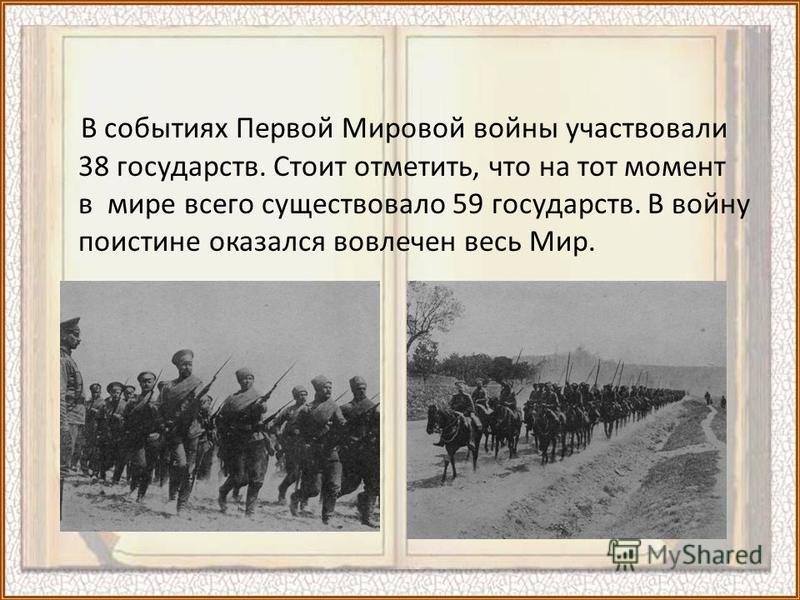 В событиях Первой Мировой войны участвовали
38 государств. Стоит отметить, что на тот момент
в мире всего существовало 59 государств. В войну
поистине оказался вовлечен весь Мир.
MyShared